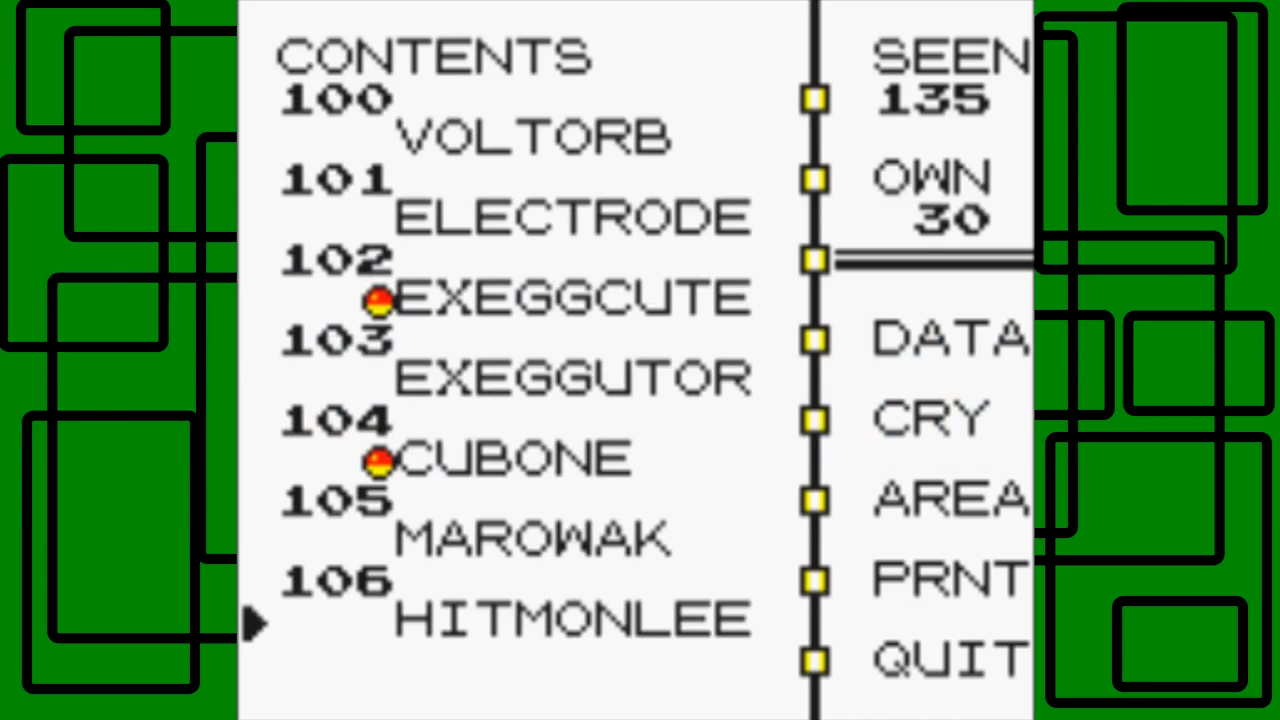 CONTENTS
100
VOLTORB
101
ELECTRODE
102
EXEGGCUTE
103
EXEGGUTOR
104
CUBONE
105
MAROWAK
106
HITMONLEE
SEEN
135
OWN
30
DATA
CRY
AREA
PRNT
QUIT